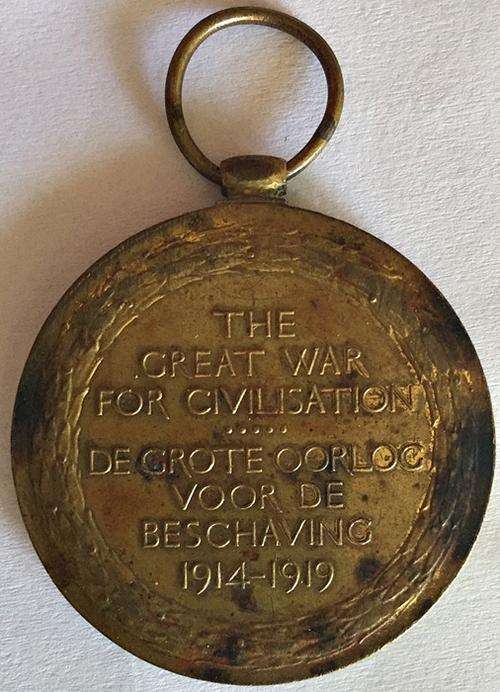 THE
GREAT WAR
FOR CIVILISATION
.....
DE GROTE OORLOG
VOOR DE
BESCHAVING
1914-1919